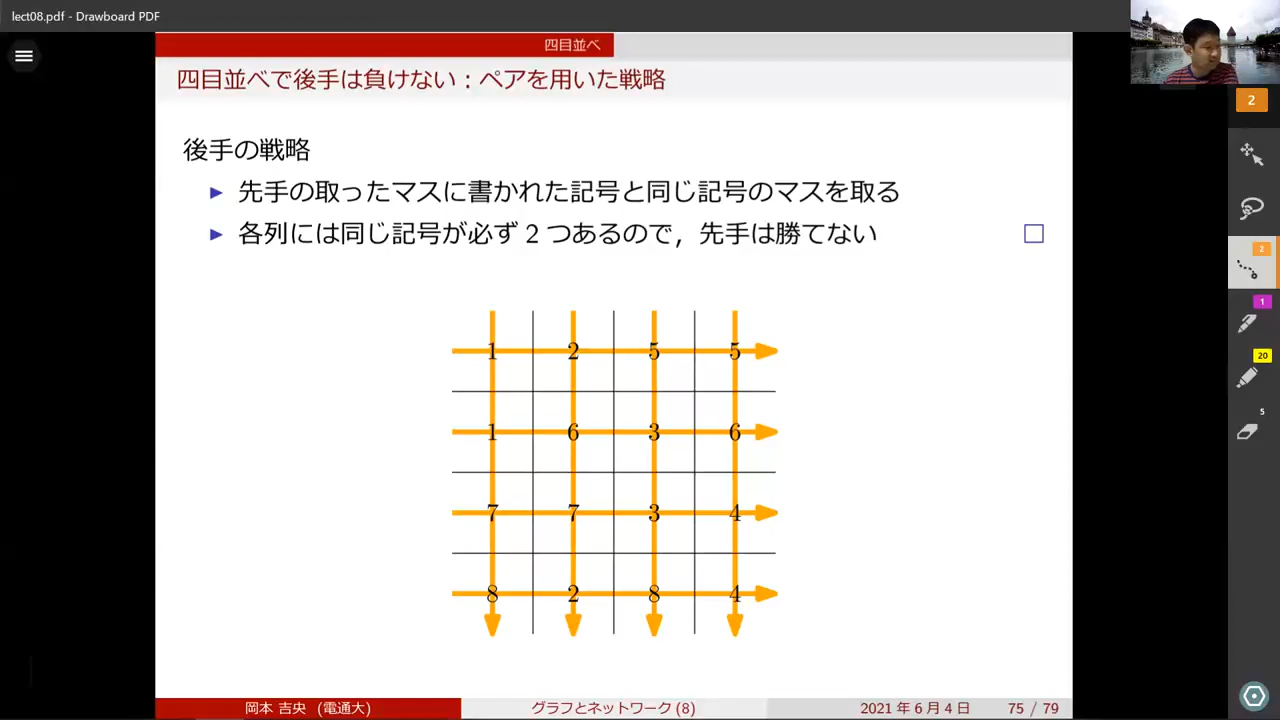 lect08.pdf - Drawboard PDF
四目並べ
四目並べで後手は負けない：ペアを用いた戦略
後手の戦略
先手の取ったマスに書かれた記号と同じ記号のマスを取る
各列には同じ記号が必ず 2 つあるので，先手は勝てない
1 2 5 5
1 6 3 6
7 7 3 4
8 2 8 4
岡本 吉央 (電通大)
グラフとネットワーク (8)
2021 年 6 月 4 日 75 / 79
2
2
1
20
5